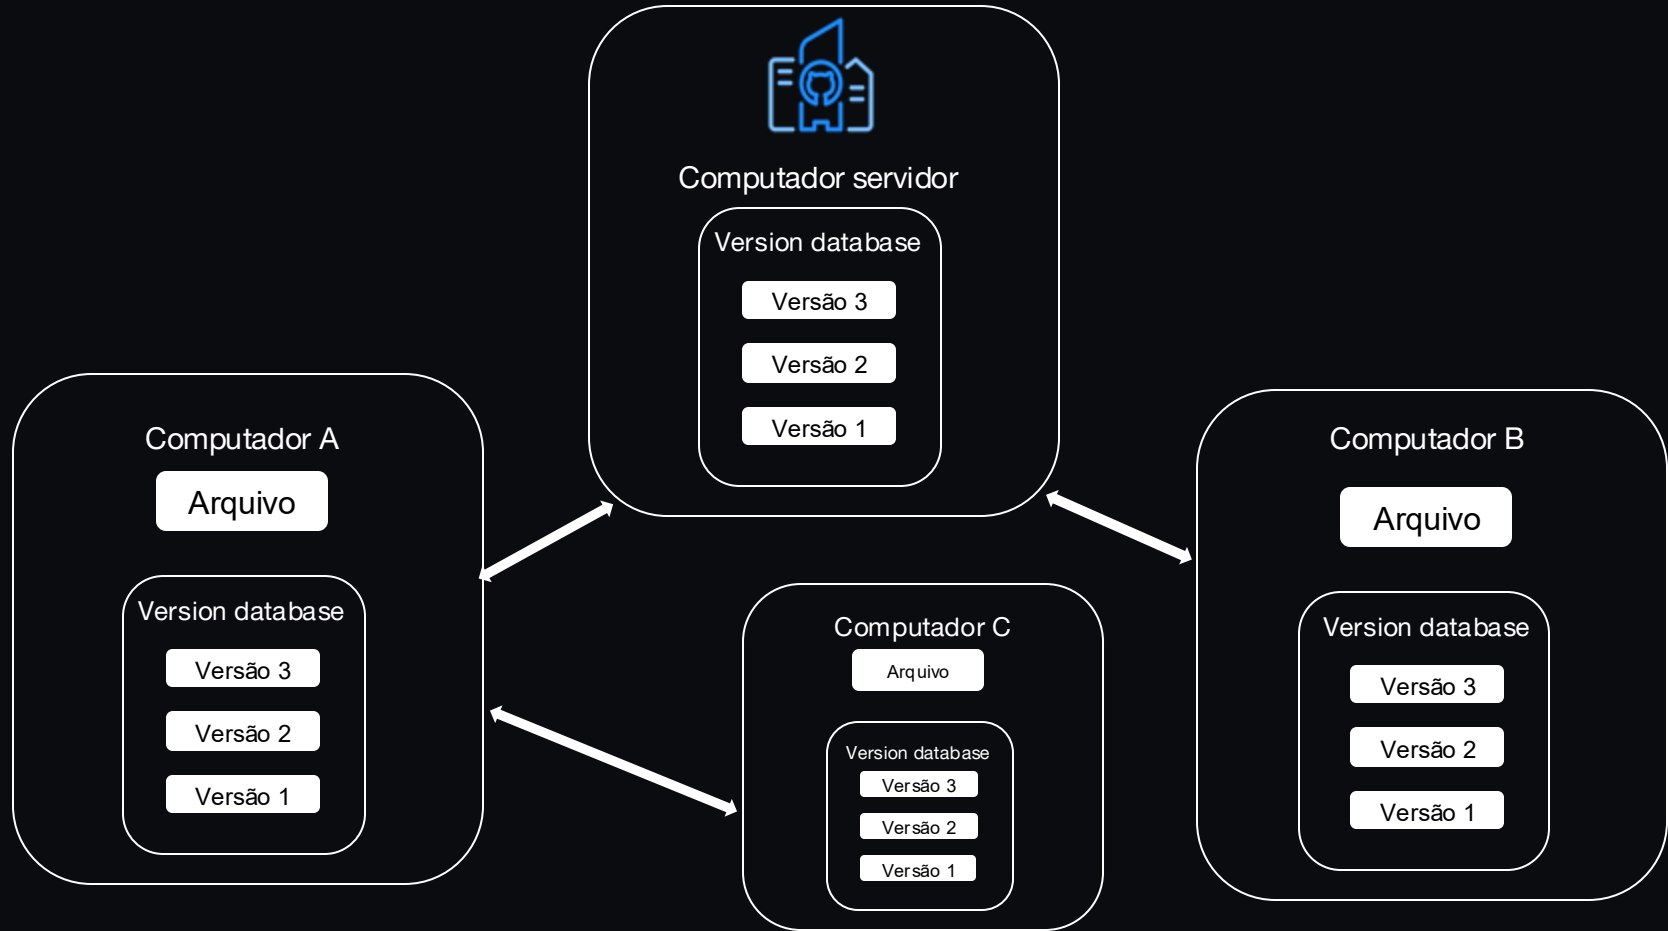 Computador servidor
Version database
Versão 3
Versão 2
Versão 1
Computador A
Arquivo
Version database
Versão 3
Versão 2
Versão 1
Computador C
Arquivo
Version database
Versão 3
Versão 2
Versão 1
Computador B
Arquivo
Version database
Versão 3
Versão 2
Versão 1